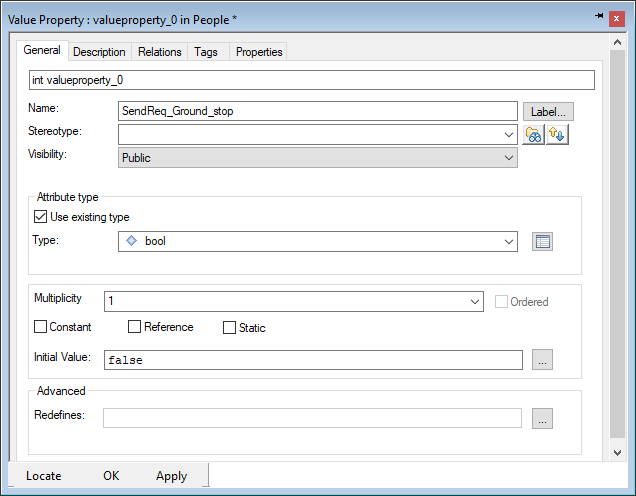 Value Property : valueproperty_0 in People *
General Description Relations Tags Properties
int valueproperty_0
Name: SendReq_Ground_stop Label...
Stereotype:
Visibility: Public
Attribute type
Use existing type
Type: bool
Multiplicity 1 Ordered
Constant Reference Static
Initial Value: false ...
Advanced
Redefines: ...
Locate OK Apply